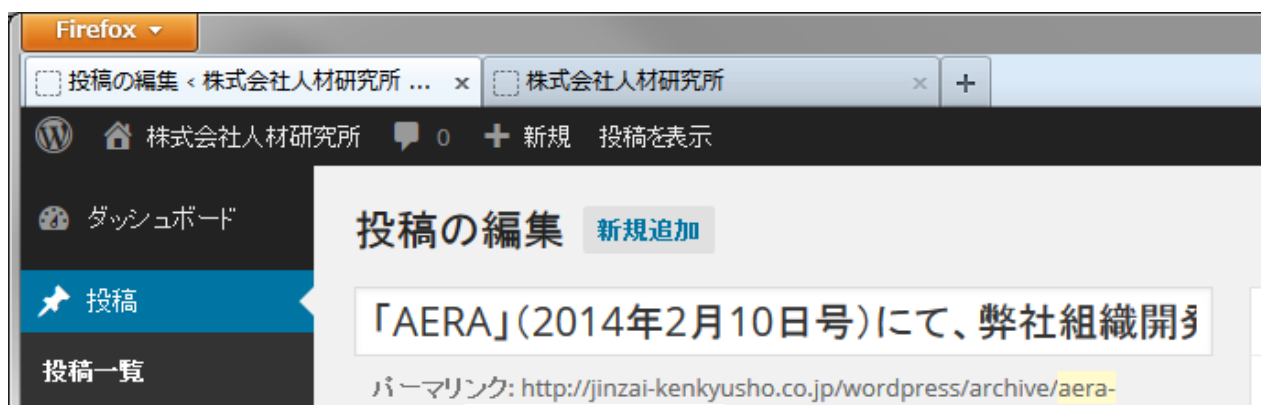 Firefox
投稿の編集 ‹ 株式会社人材研究所 ... ×
株式会社人材研究所 ×
+
株式会社人材研究所 0 + 新規 投稿を表示
ダッシュボード
投稿の編集 新規追加
投稿
「AERA」(2014年2月10日号)にて、弊社組織開
投稿一覧
パーマリンク: http://jinzai-kenkyusho.co.jp/wordpress/archive/aera-